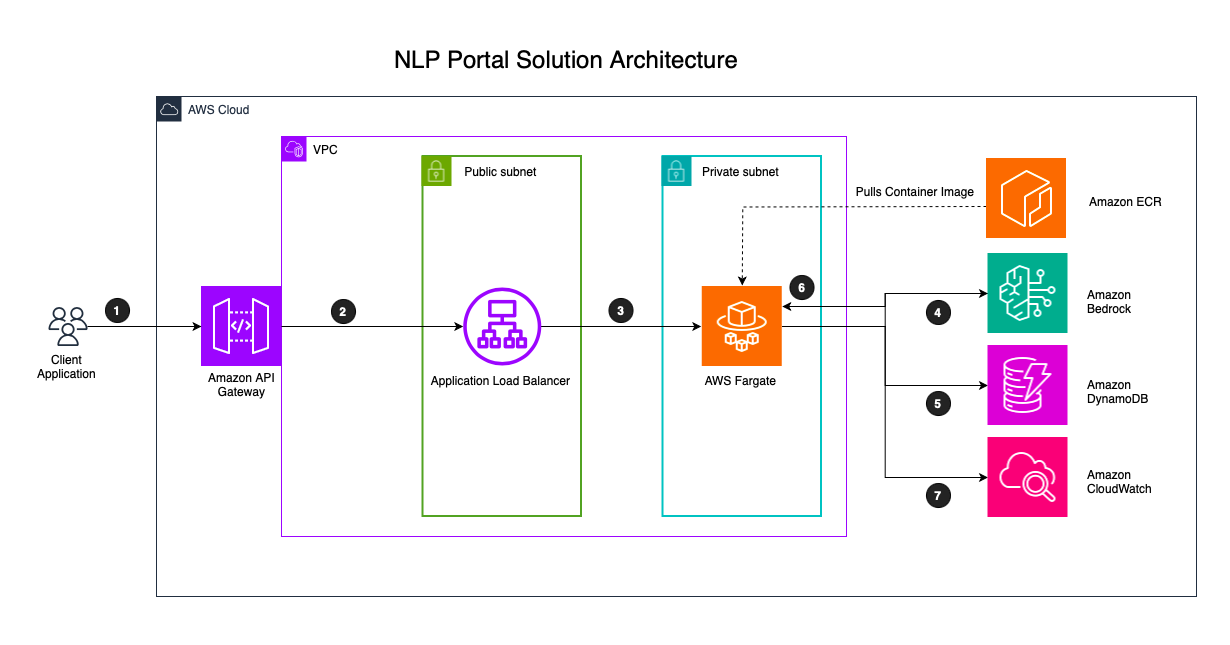 NLP Portal Solution Architecture
AWS Cloud
VPC
Public subnet
Private subnet
Pulls Container Image
Amazon ECR
1
2
3
6
4
5
7
Client
Application
Amazon API
Gateway
</>
Application Load Balancer
AWS Fargate
Amazon
Bedrock
Amazon
DynamoDB
Amazon
CloudWatch